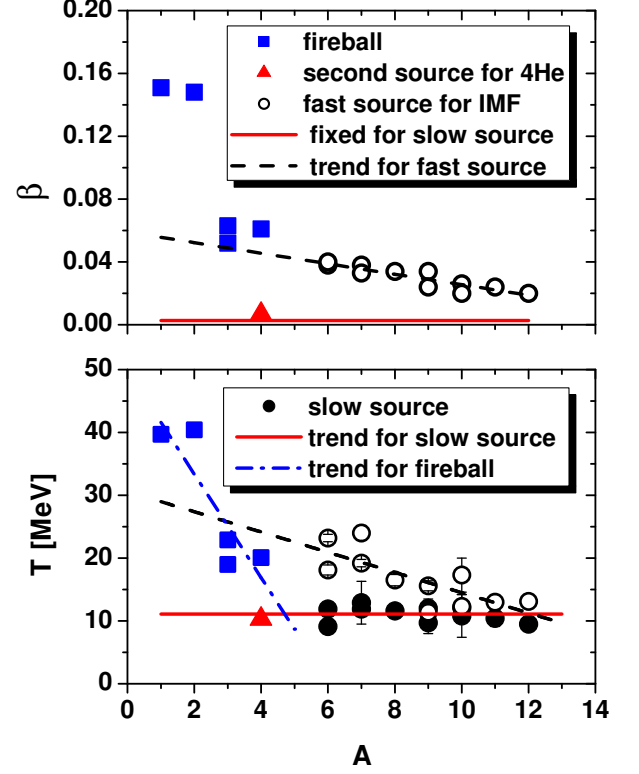 0.20
0.16
0.12
0.08
0.04
0.00
β
fireball
second source for 4He
fast source for IMF
fixed for slow source
trend for fast source
50
40
30
20
10
0
T [MeV]
slow source
trend for slow source
trend for fireball
0 2 4 6 8 10 12 14
A